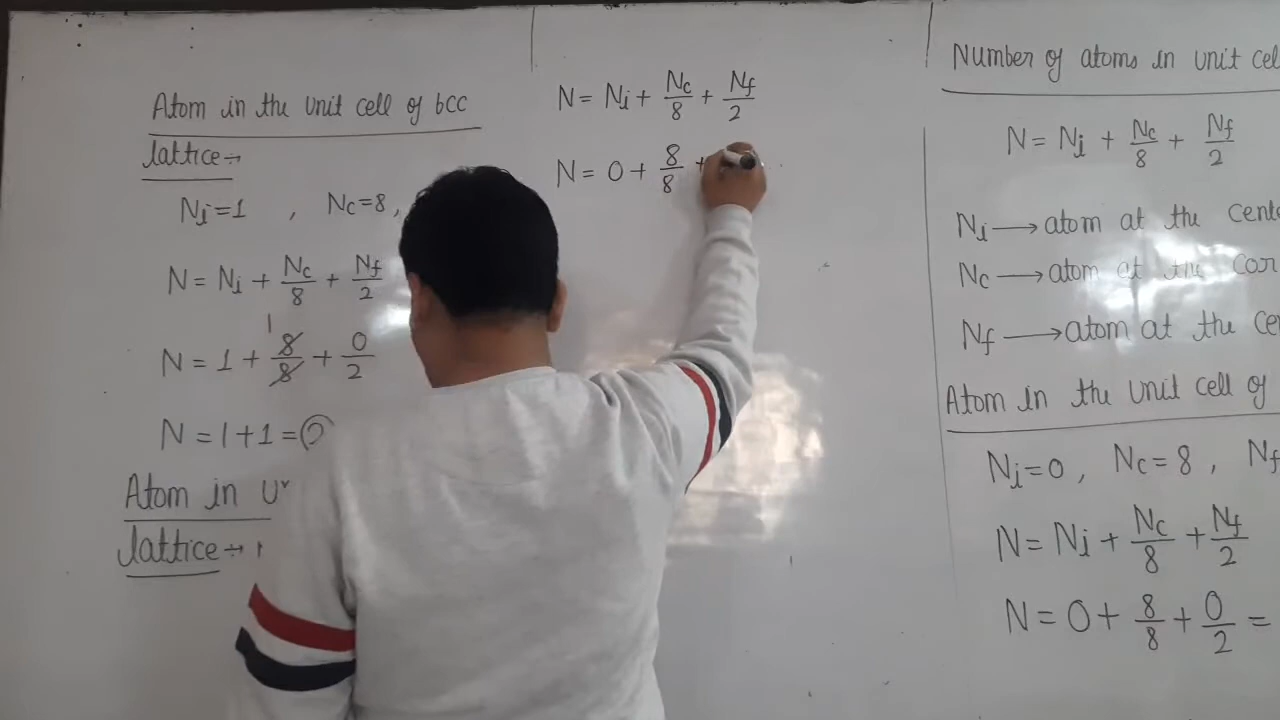 Atom in the unit cell of bcc
lattice÷
Ni=1 , Nc=8,
N= Ni + Nc/8 + Nf/2
1
N = 1 + 8/8 + 0/2
N = 1+1=
Atom in
lattice÷
N= Ni + Nc/8 + Nf/2
N= 0 + 8/8 +
Number of atoms in unit
N= Ni + Nc/8 + Nf/2
Ni → atom at the
Nc → atom at the
Nf → atom at the
Atom in the unit cell of
Ni=0, Nc=8, Nf
N= Ni + Nc/8 + Nf/2
N= 0 + 8/8 + 0/2 =